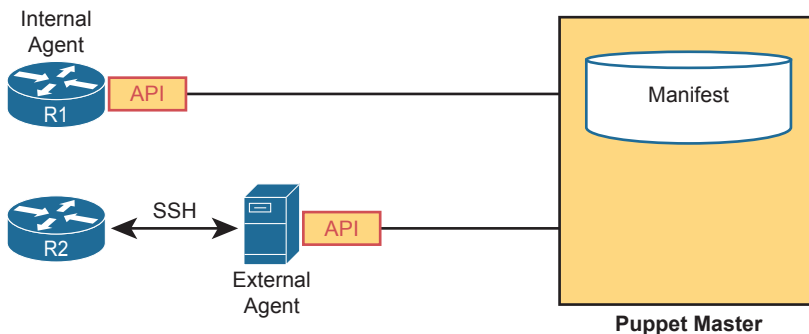 Internal
Agent
R1
API
Manifest
R2
SSH
API
External
Agent
Puppet Master